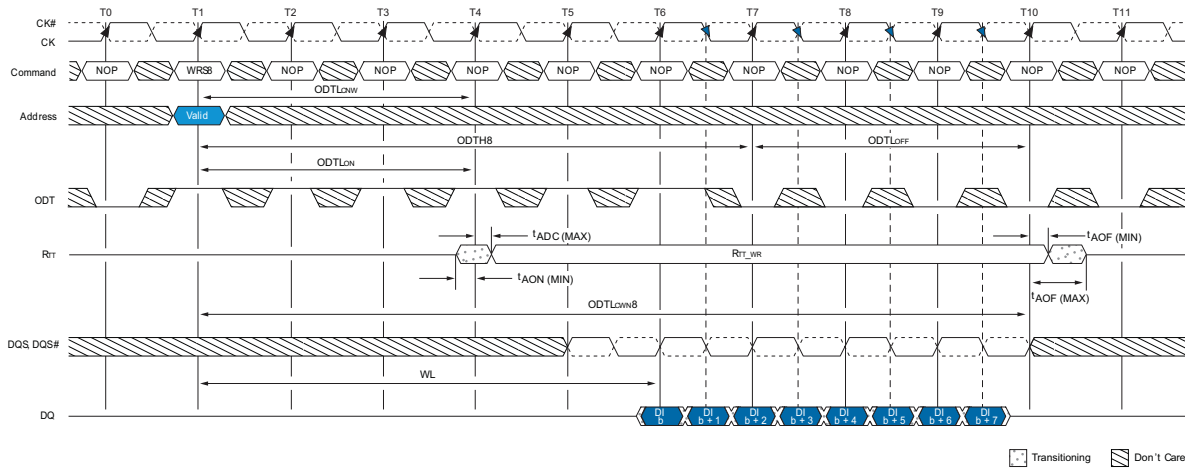 T0 T1 T2 T3 T4 T5 T6 T7 T8 T9 T10 T11
CK#
CK
Command NOP WRS8 NOP NOP NOP NOP NOP NOP NOP NOP NOP NOP
ODTLCNW
Address Valid
ODTH8 ODTLOFF
ODTLON
ODT
tADC (MAX) tAOF (MIN)
RTT RTT_WR
tAON (MIN) tAOF (MAX)
ODTLCWN8
DQS, DQS#
WL
DQ DI b DI b + 1 DI b + 2 DI b + 3 DI b + 4 DI b + 5 DI b + 6 DI b + 7
Transitioning Don't Care